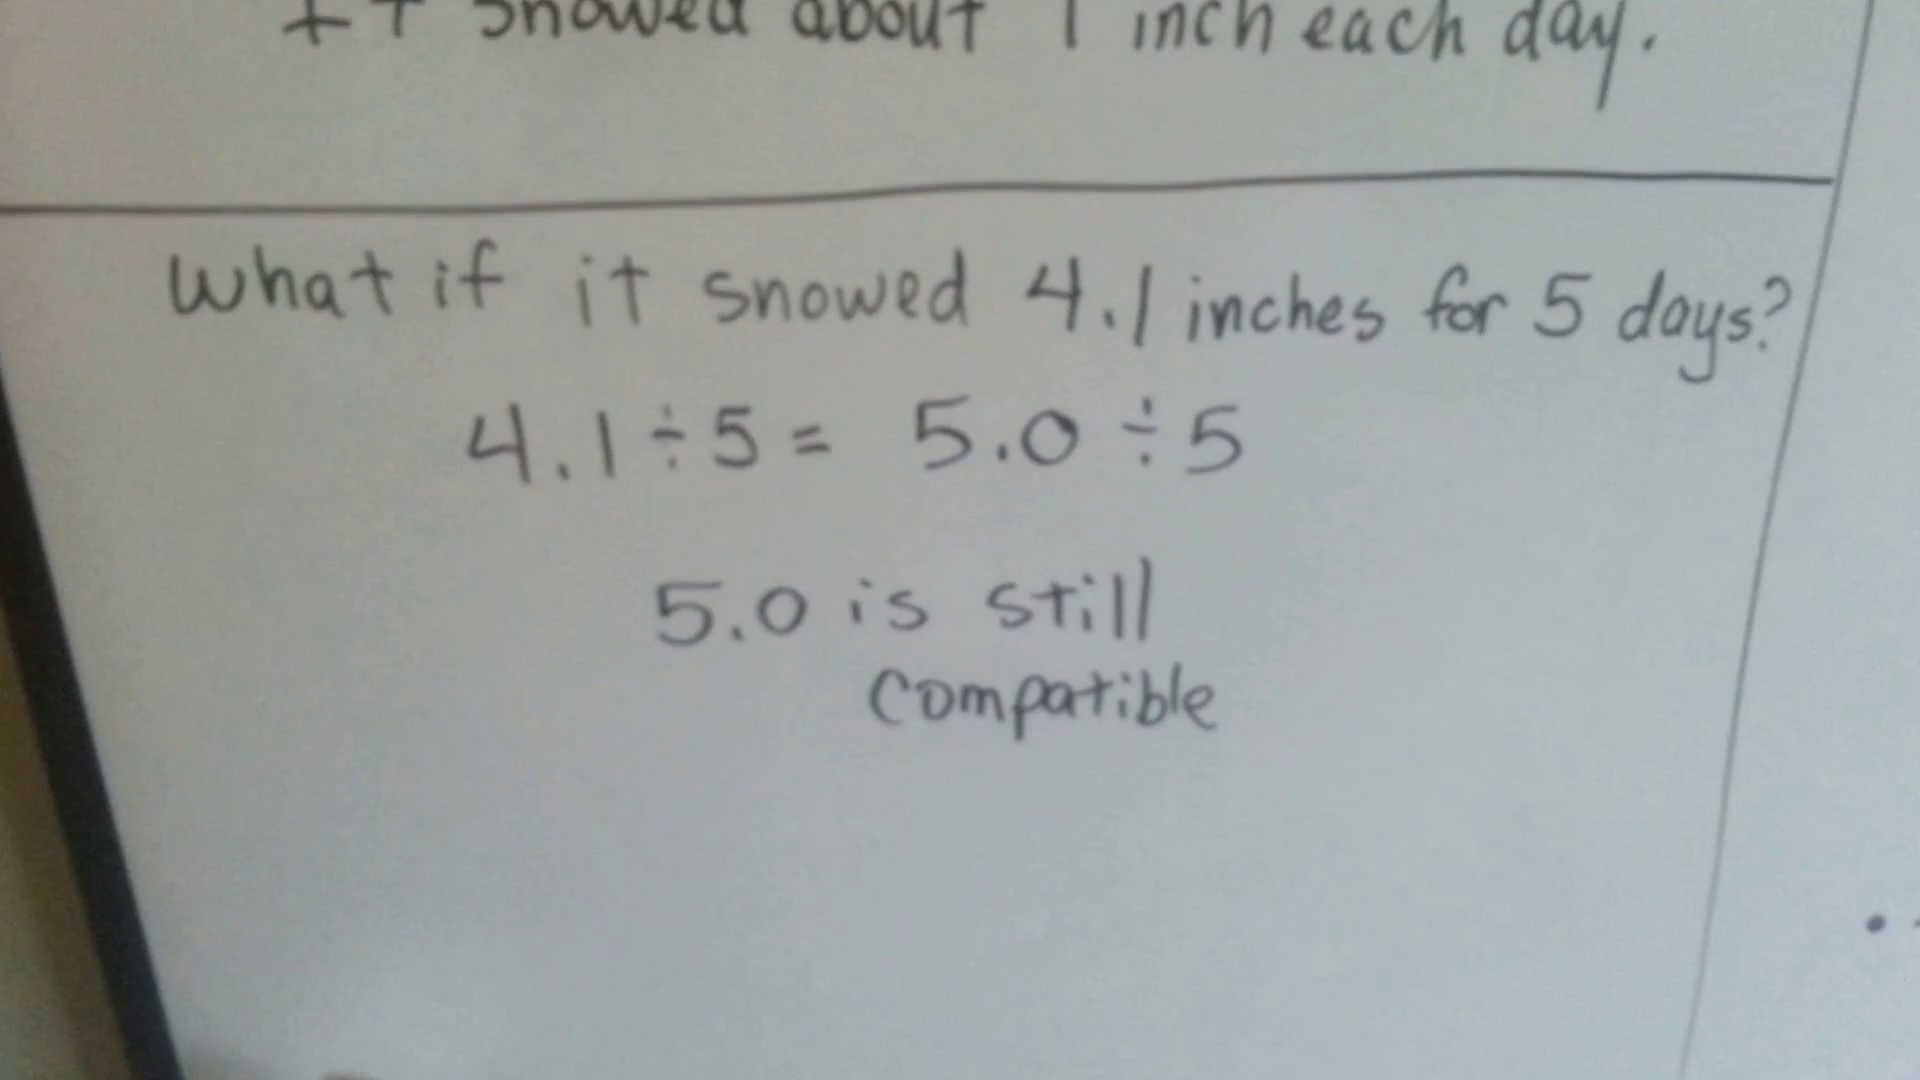 It snowed about 1 inch each day.
What if it snowed 4.1 inches for 5 days?
4.1 ÷ 5 = 5.0 ÷ 5
5.0 is still
compatible